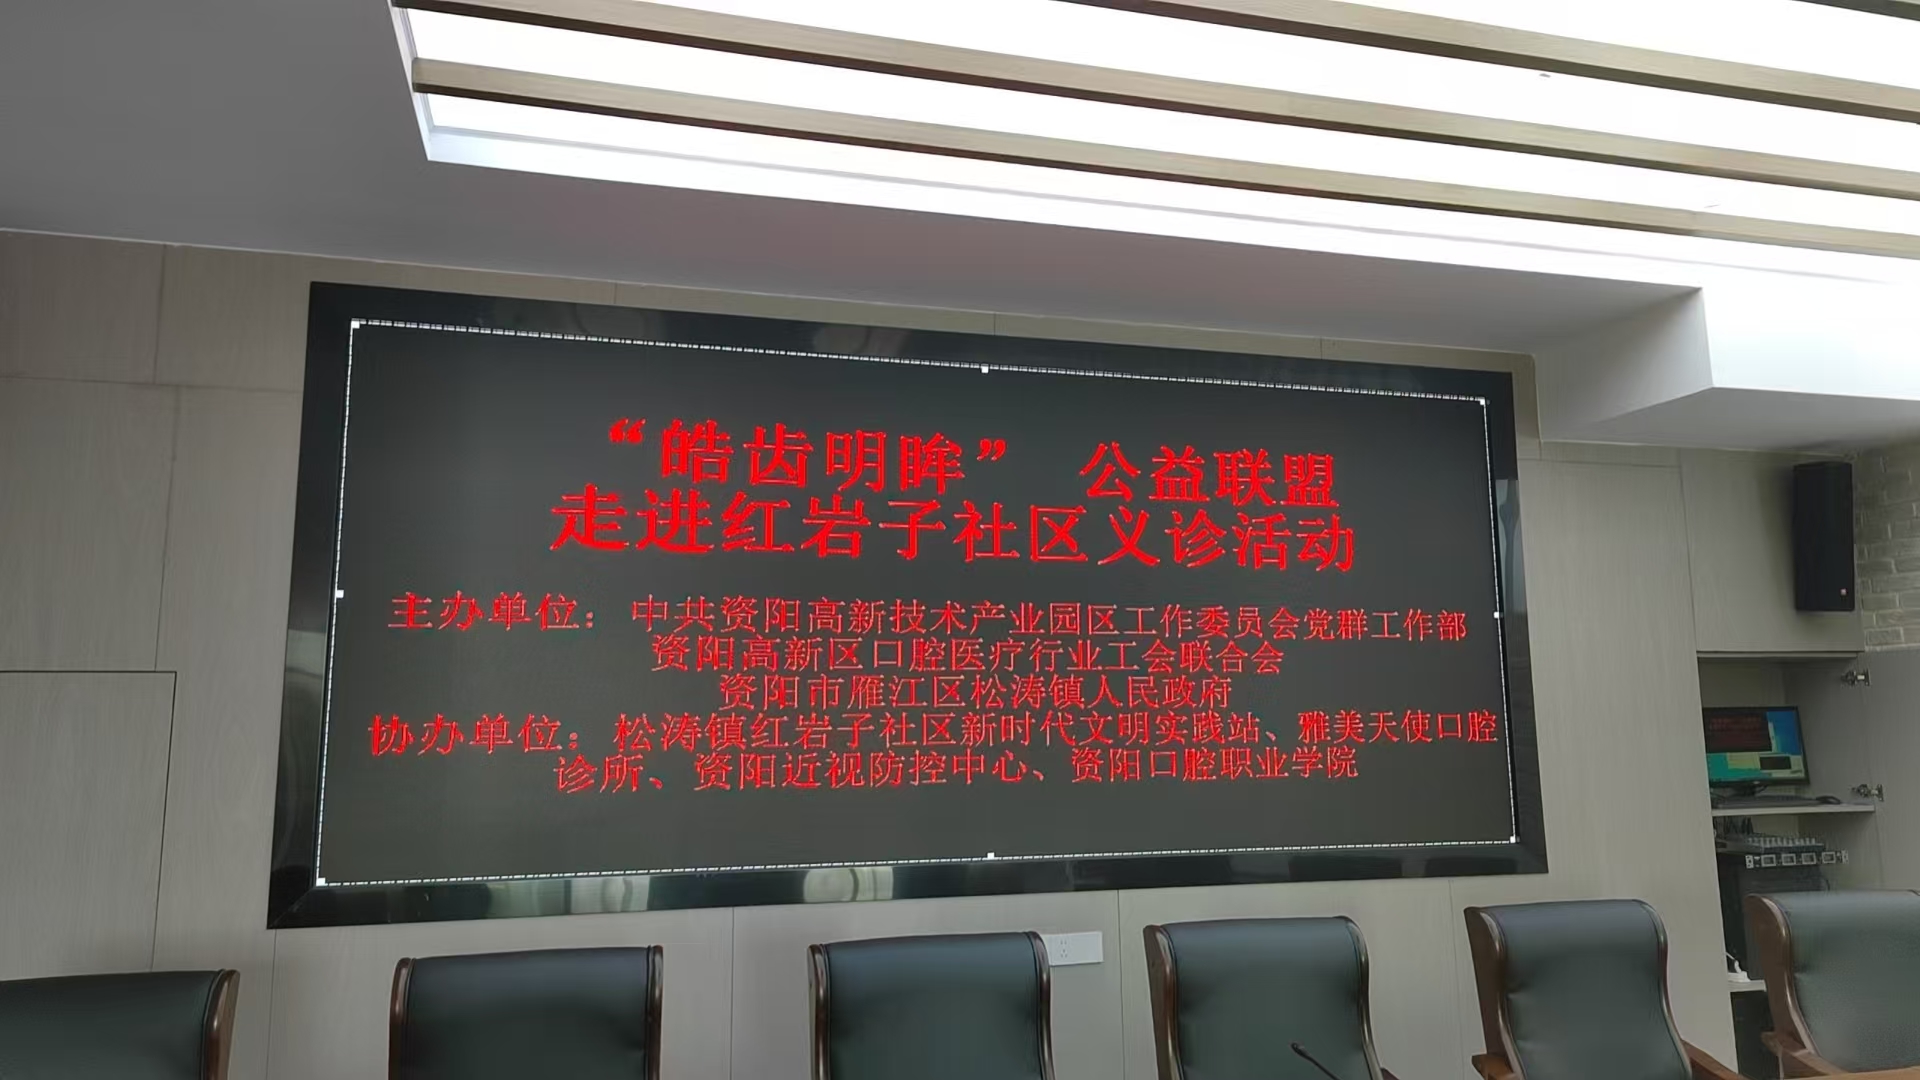 “皓齿明眸” 公益联盟
走进红岩子社区义诊活动
主办单位：中共资阳高新技术产业园区工作委员会党群工作部
资阳高新区口腔医疗行业工会联合会
资阳市雁江区松涛镇人民政府
协办单位：松涛镇红岩子社区新时代文明实践站、雅美天使口腔
诊所、资阳近视防控中心、资阳口腔职业学院